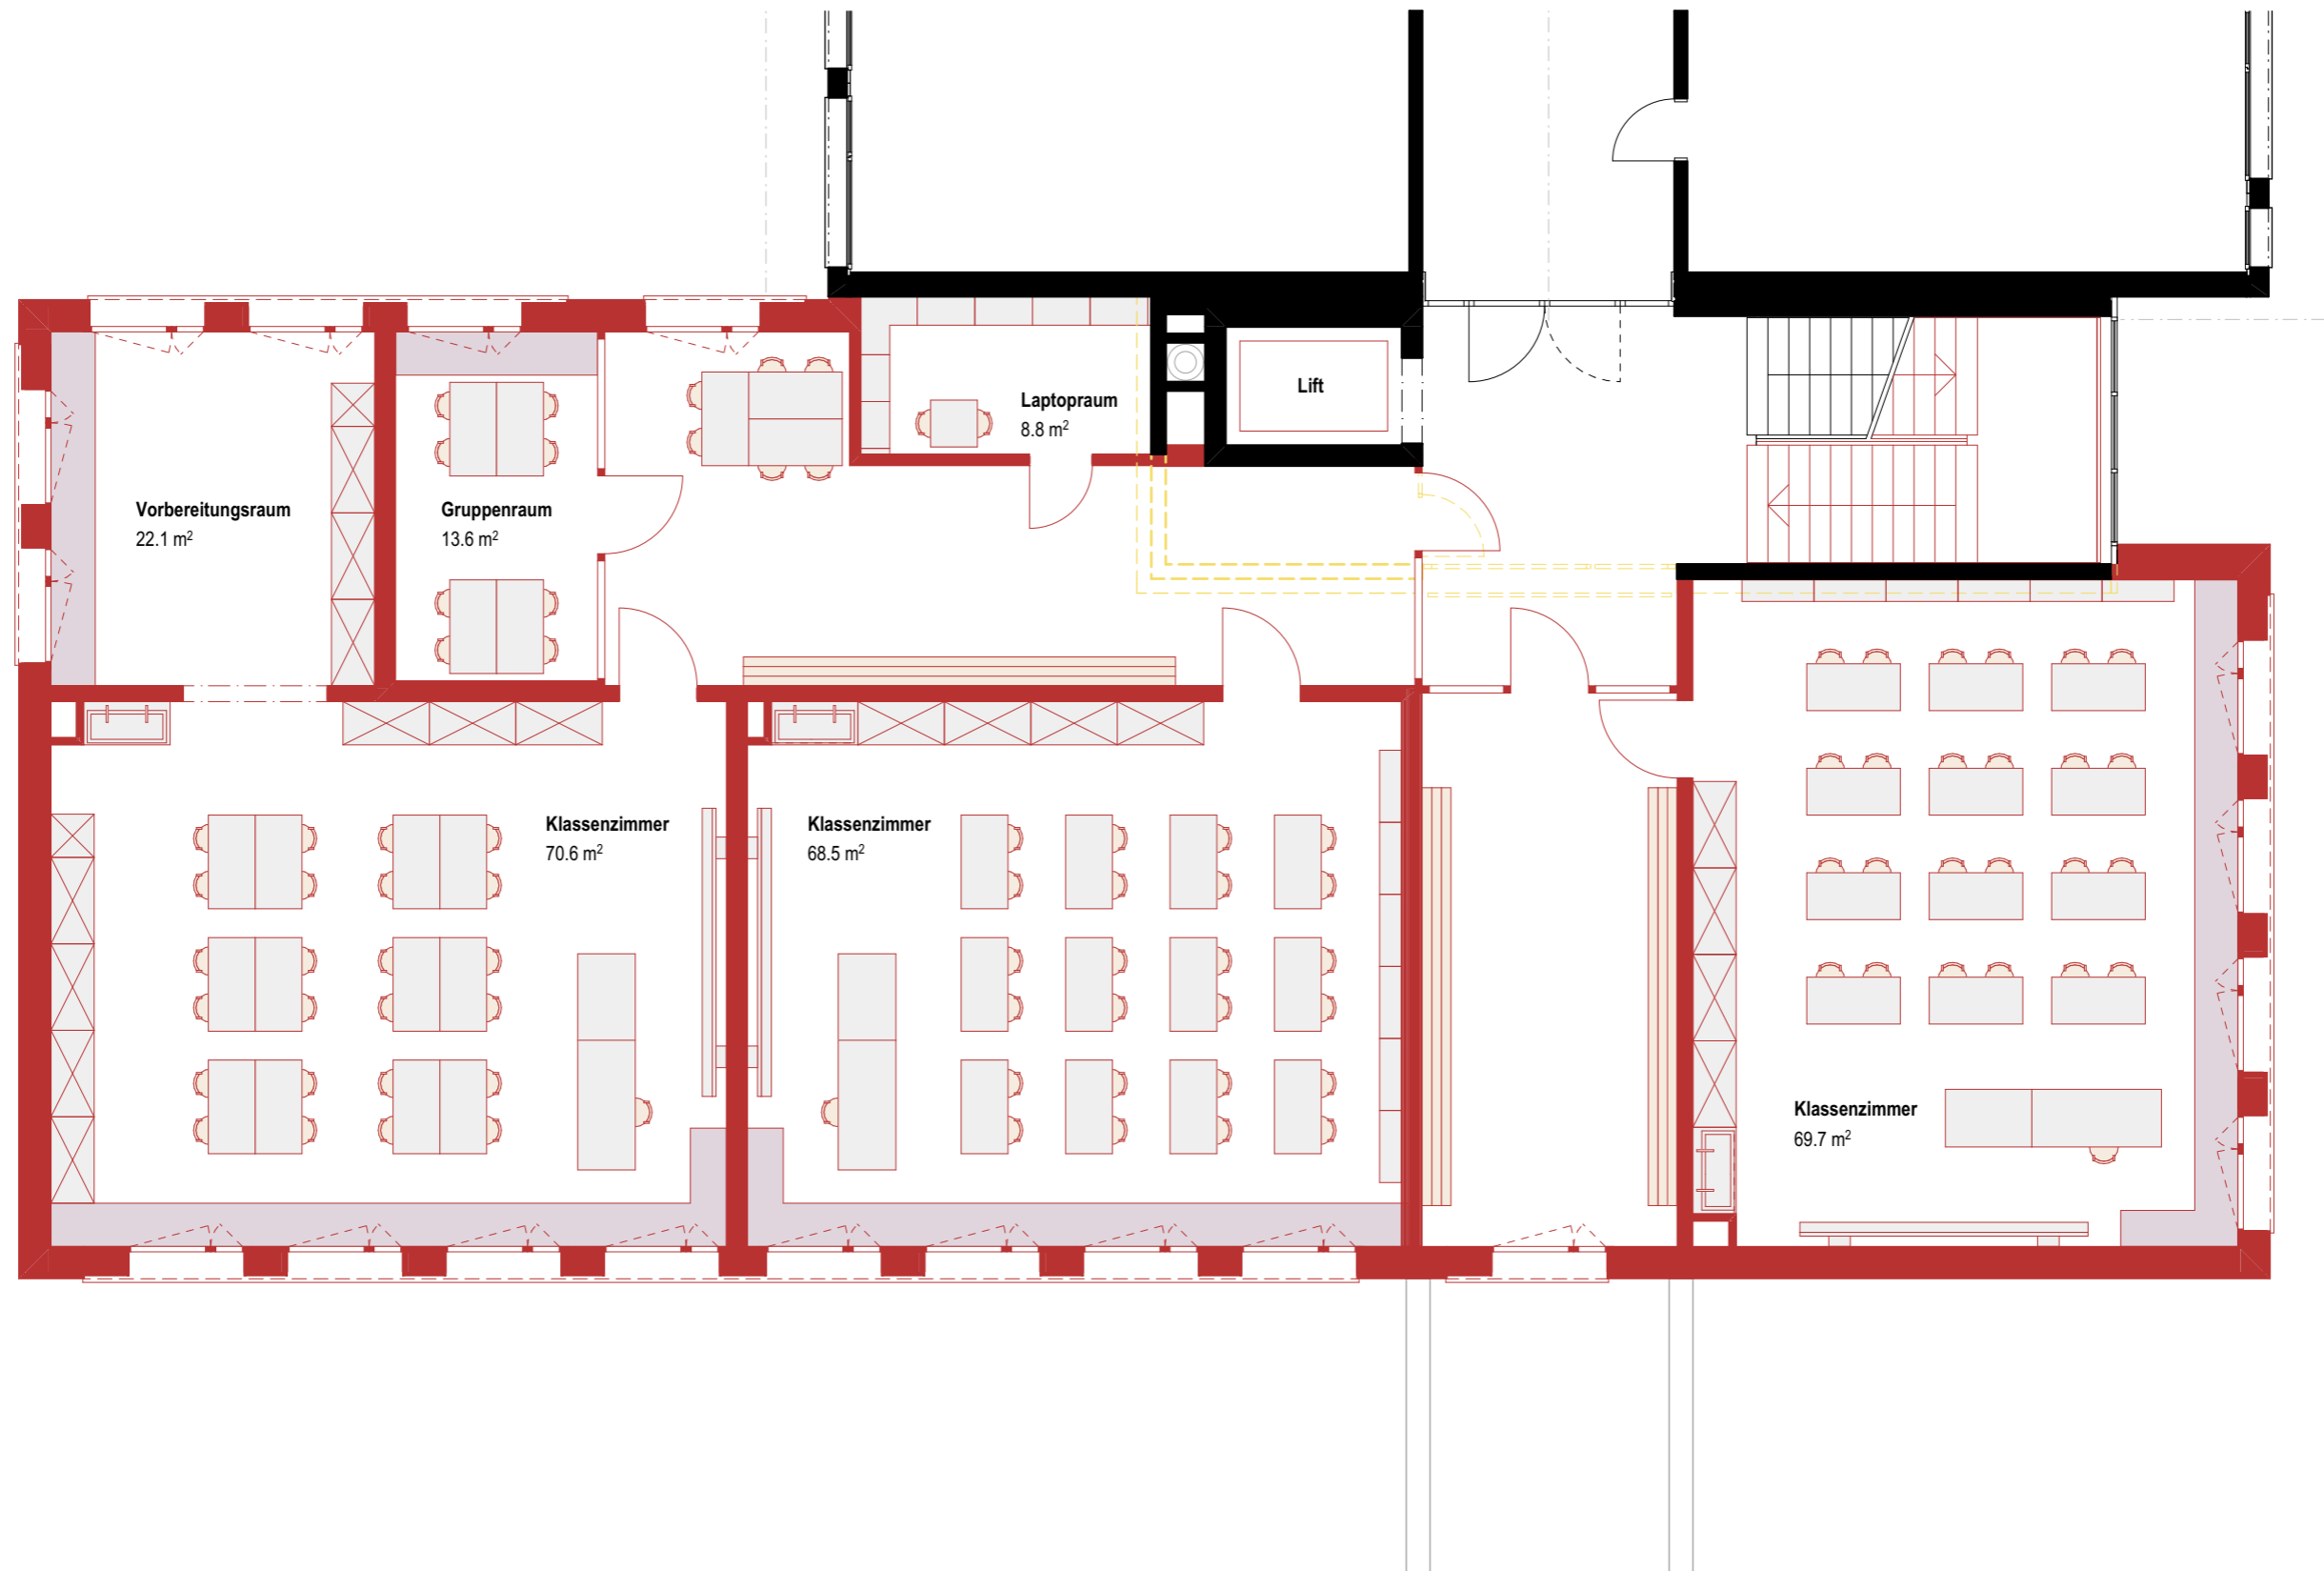 Lift
Laptopraum
8.8 m²
Vorbereitungsraum
22.1 m²
Gruppenraum
13.6 m²
Klassenzimmer
70.6 m²
Klassenzimmer
68.5 m²
Klassenzimmer
69.7 m²